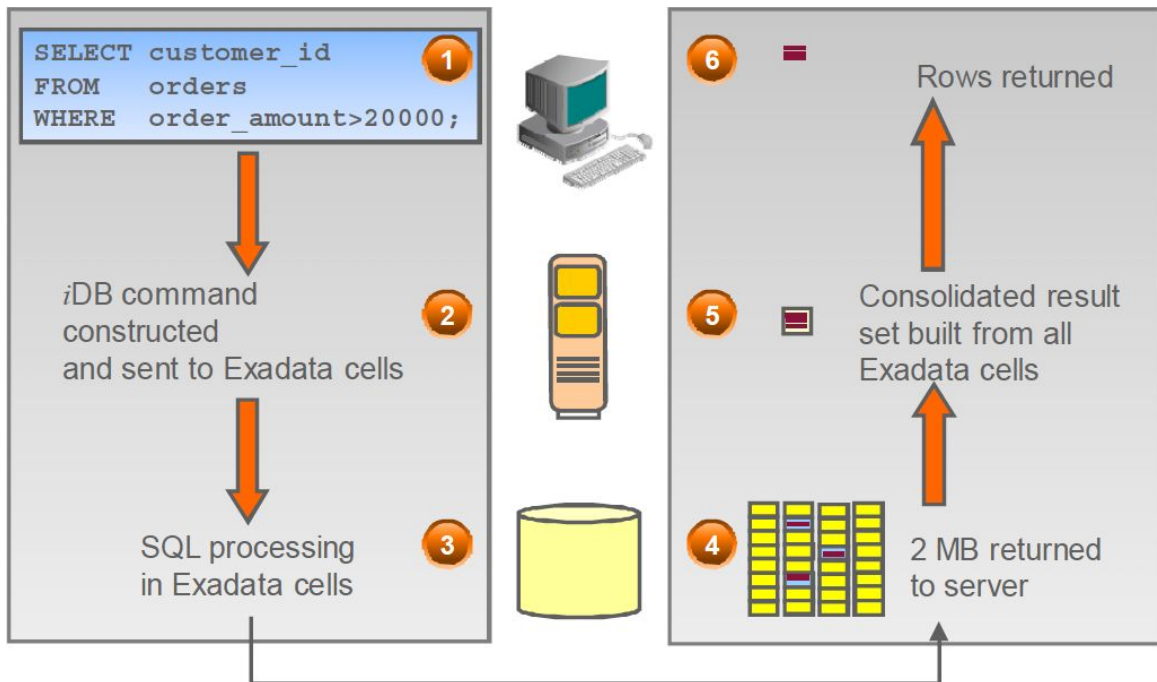 SELECT customer_id
FROM orders
WHERE order_amount>20000;
1
iDB command
constructed
and sent to Exadata cells
2
SQL processing
in Exadata cells
3
4
2 MB returned
to server
5
Consolidated result
set built from all
Exadata cells
6
Rows returned